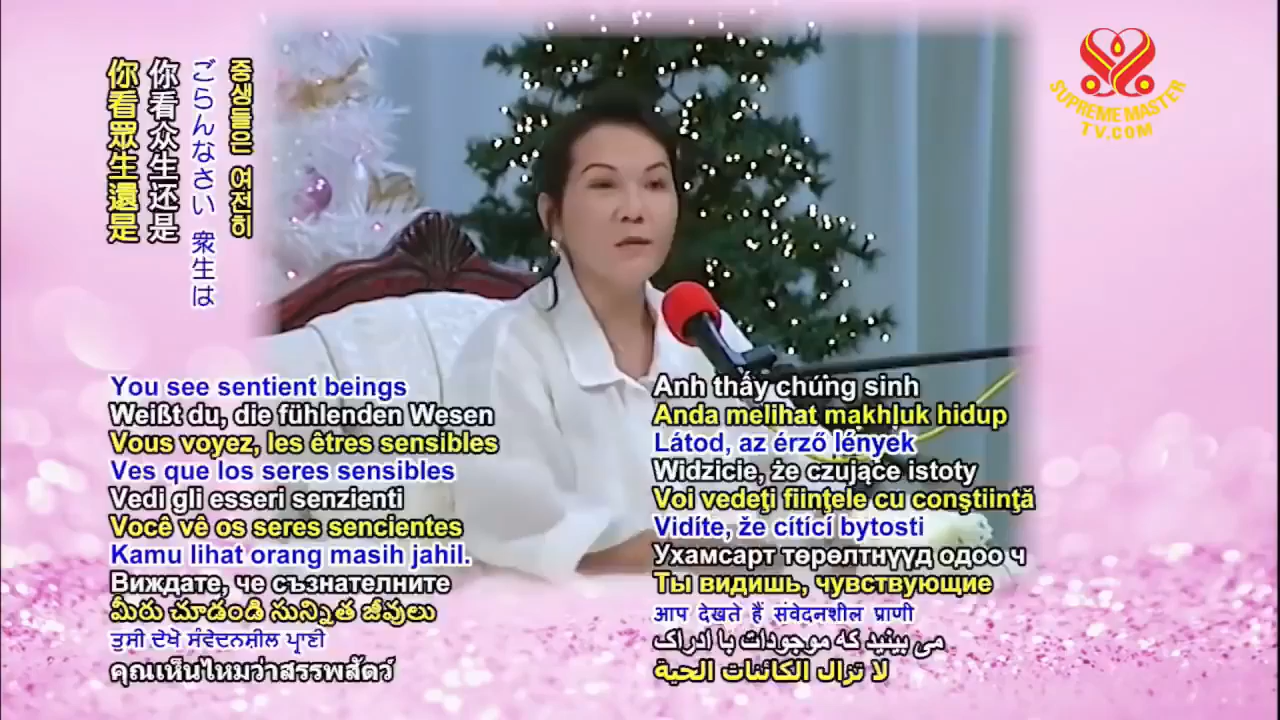 중생들은 여전히
ごらんなさい 衆生は
你看众生还是
你看眾生還是
SUPREME MASTER
TV.COM
You see sentient beings
Weißt du, die fühlenden Wesen
Vous voyez, les êtres sensibles
Ves que los seres sensibles
Vedi gli esseri senzienti
Você vê os seres sencientes
Kamu lihat orang masih jahil.
Виждате, че съзнателните
మీరు చూడండి సున్నిత జీవులు
ਤੁਸੀ ਦੇਖੋ ਸੰਵੇਦਨਸ਼ੀਲ ਪ੍ਰਾਣੀ
คุณเห็นไหมว่าสรรพสัตว์
Anh thấy chúng sinh
Anda melihat makhluk hidup
Látod, az érző lények
Widzicie, że czujące istoty
Voi vedeţi fiinţele cu conştiinţă
Vidíte, že cítící bytosti
Ухамсарт төрөлтнүүд одоо ч
Ты видишь, чувствующие
आप देखते हैं संवेदनशील प्राणी
می بینید که موجودات با ادراک
لا تزال الكائنات الحية